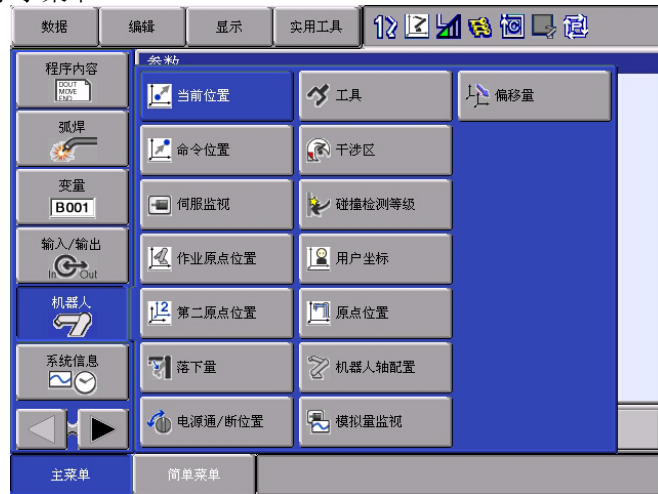 数据 编辑 显示 实用工具
程序内容
DOUT
MOVE
END
弧焊
变量
B001
输入/输出
In Out
机器人
系统信息
参数
当前位置 工具 偏移量
命令位置 干涉区
伺服监视 碰撞检测等级
作业原点位置 用户坐标
第二原点位置 原点位置
落下量 机器人轴配置
电源通/断位置 模拟量监视
主菜单 简单菜单